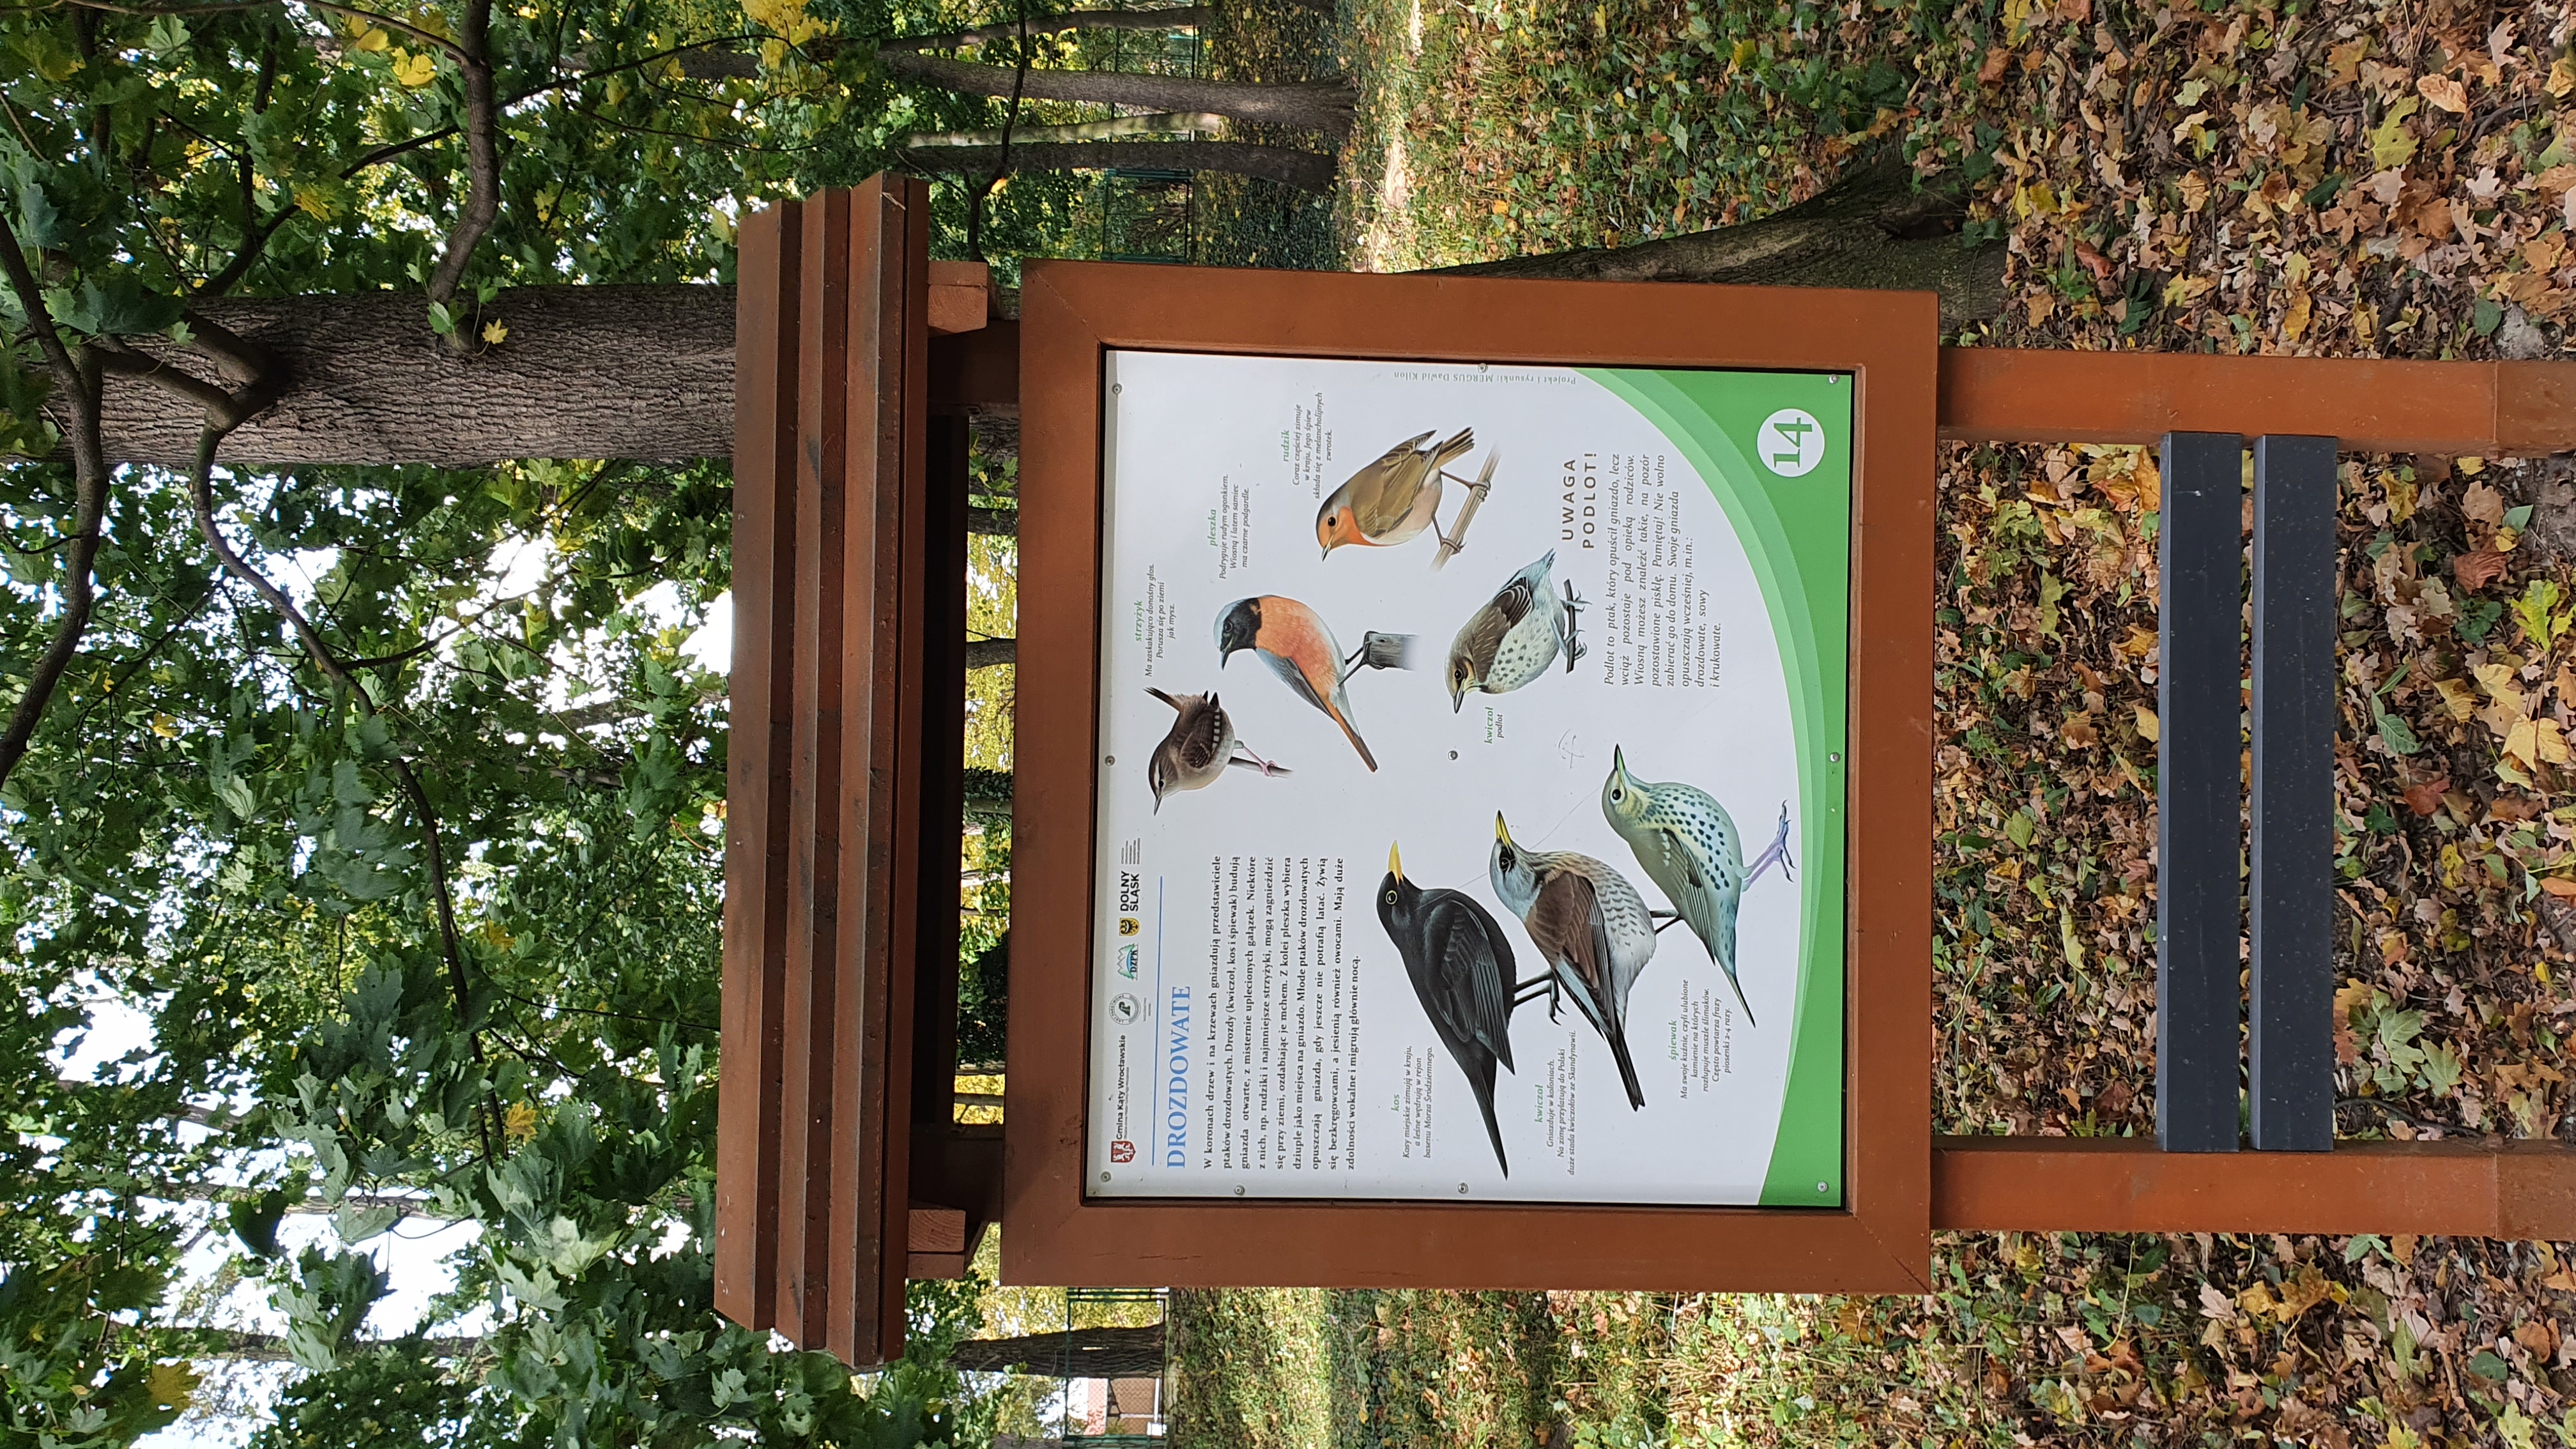 Gmina Kąty Wrocławskie
DZPK
DOLNY
ŚLĄSK
DROZDOWATE
W koronach drzew i na krzewach gniazdują przedstawiciele
ptaków drozdowatych. Drozdy (kwiczoł, kos i śpiewak) budują
gniazda otwarte, z misternie uplecionych gałązek. Niektóre
z nich, np. rudziki i najmniejsze strzyżyki, mogą zagnieździć
się przy ziemi, ozdabiając je mchem. Z kolei pleszka wybiera
dziuple jako miejsca na gniazdo. Młode ptaków drozdowatych
opuszczają gniazda, gdy jeszcze nie potrafią latać. Żywią
się bezkręgowcami, a jesienią również owocami. Mają duże
zdolności wokalne i migrują głównie nocą.
strzyżyk
Ma zaskakująco donośny głos.
Porusza się po ziemi
jak mysz.
pleszka
Podryguje rudym ogonkiem.
Wiosną i latem samiec
ma czarne podgardle.
rudzik
Coraz częściej zimuje
w kraju. Jego śpiew
składa się z melancholijnych
zwrotek.
kos
Kosy miejskie zimują w kraju,
a leśne wędrują w rejon
basenu Morza Śródziemnego.
kwiczoł
podlot
kwiczoł
Gniazduje w koloniach.
Na zimę przylatują do Polski
duże stada kwiczołów ze Skandynawii.
śpiewak
Ma swoje kuźnie, czyli ulubione
kamienie na których
rozłupuje muszle ślimaków.
Często powtarza frazy
piosenki 2-4 razy.
UWAGA
PODLOT!
Podlot to ptak, który opuścił gniazdo, lecz
wciąż pozostaje pod opieką rodziców.
Wiosną możesz znaleźć takie, na pozór
pozostawione pisklę. Pamiętaj! Nie wolno
zabierać go do domu. Swoje gniazda
opuszczają wcześniej, m.in.:
drozdowate, sowy
i krukowate.
Projekt i rysunki: MERGUS Dawid Kilon
14